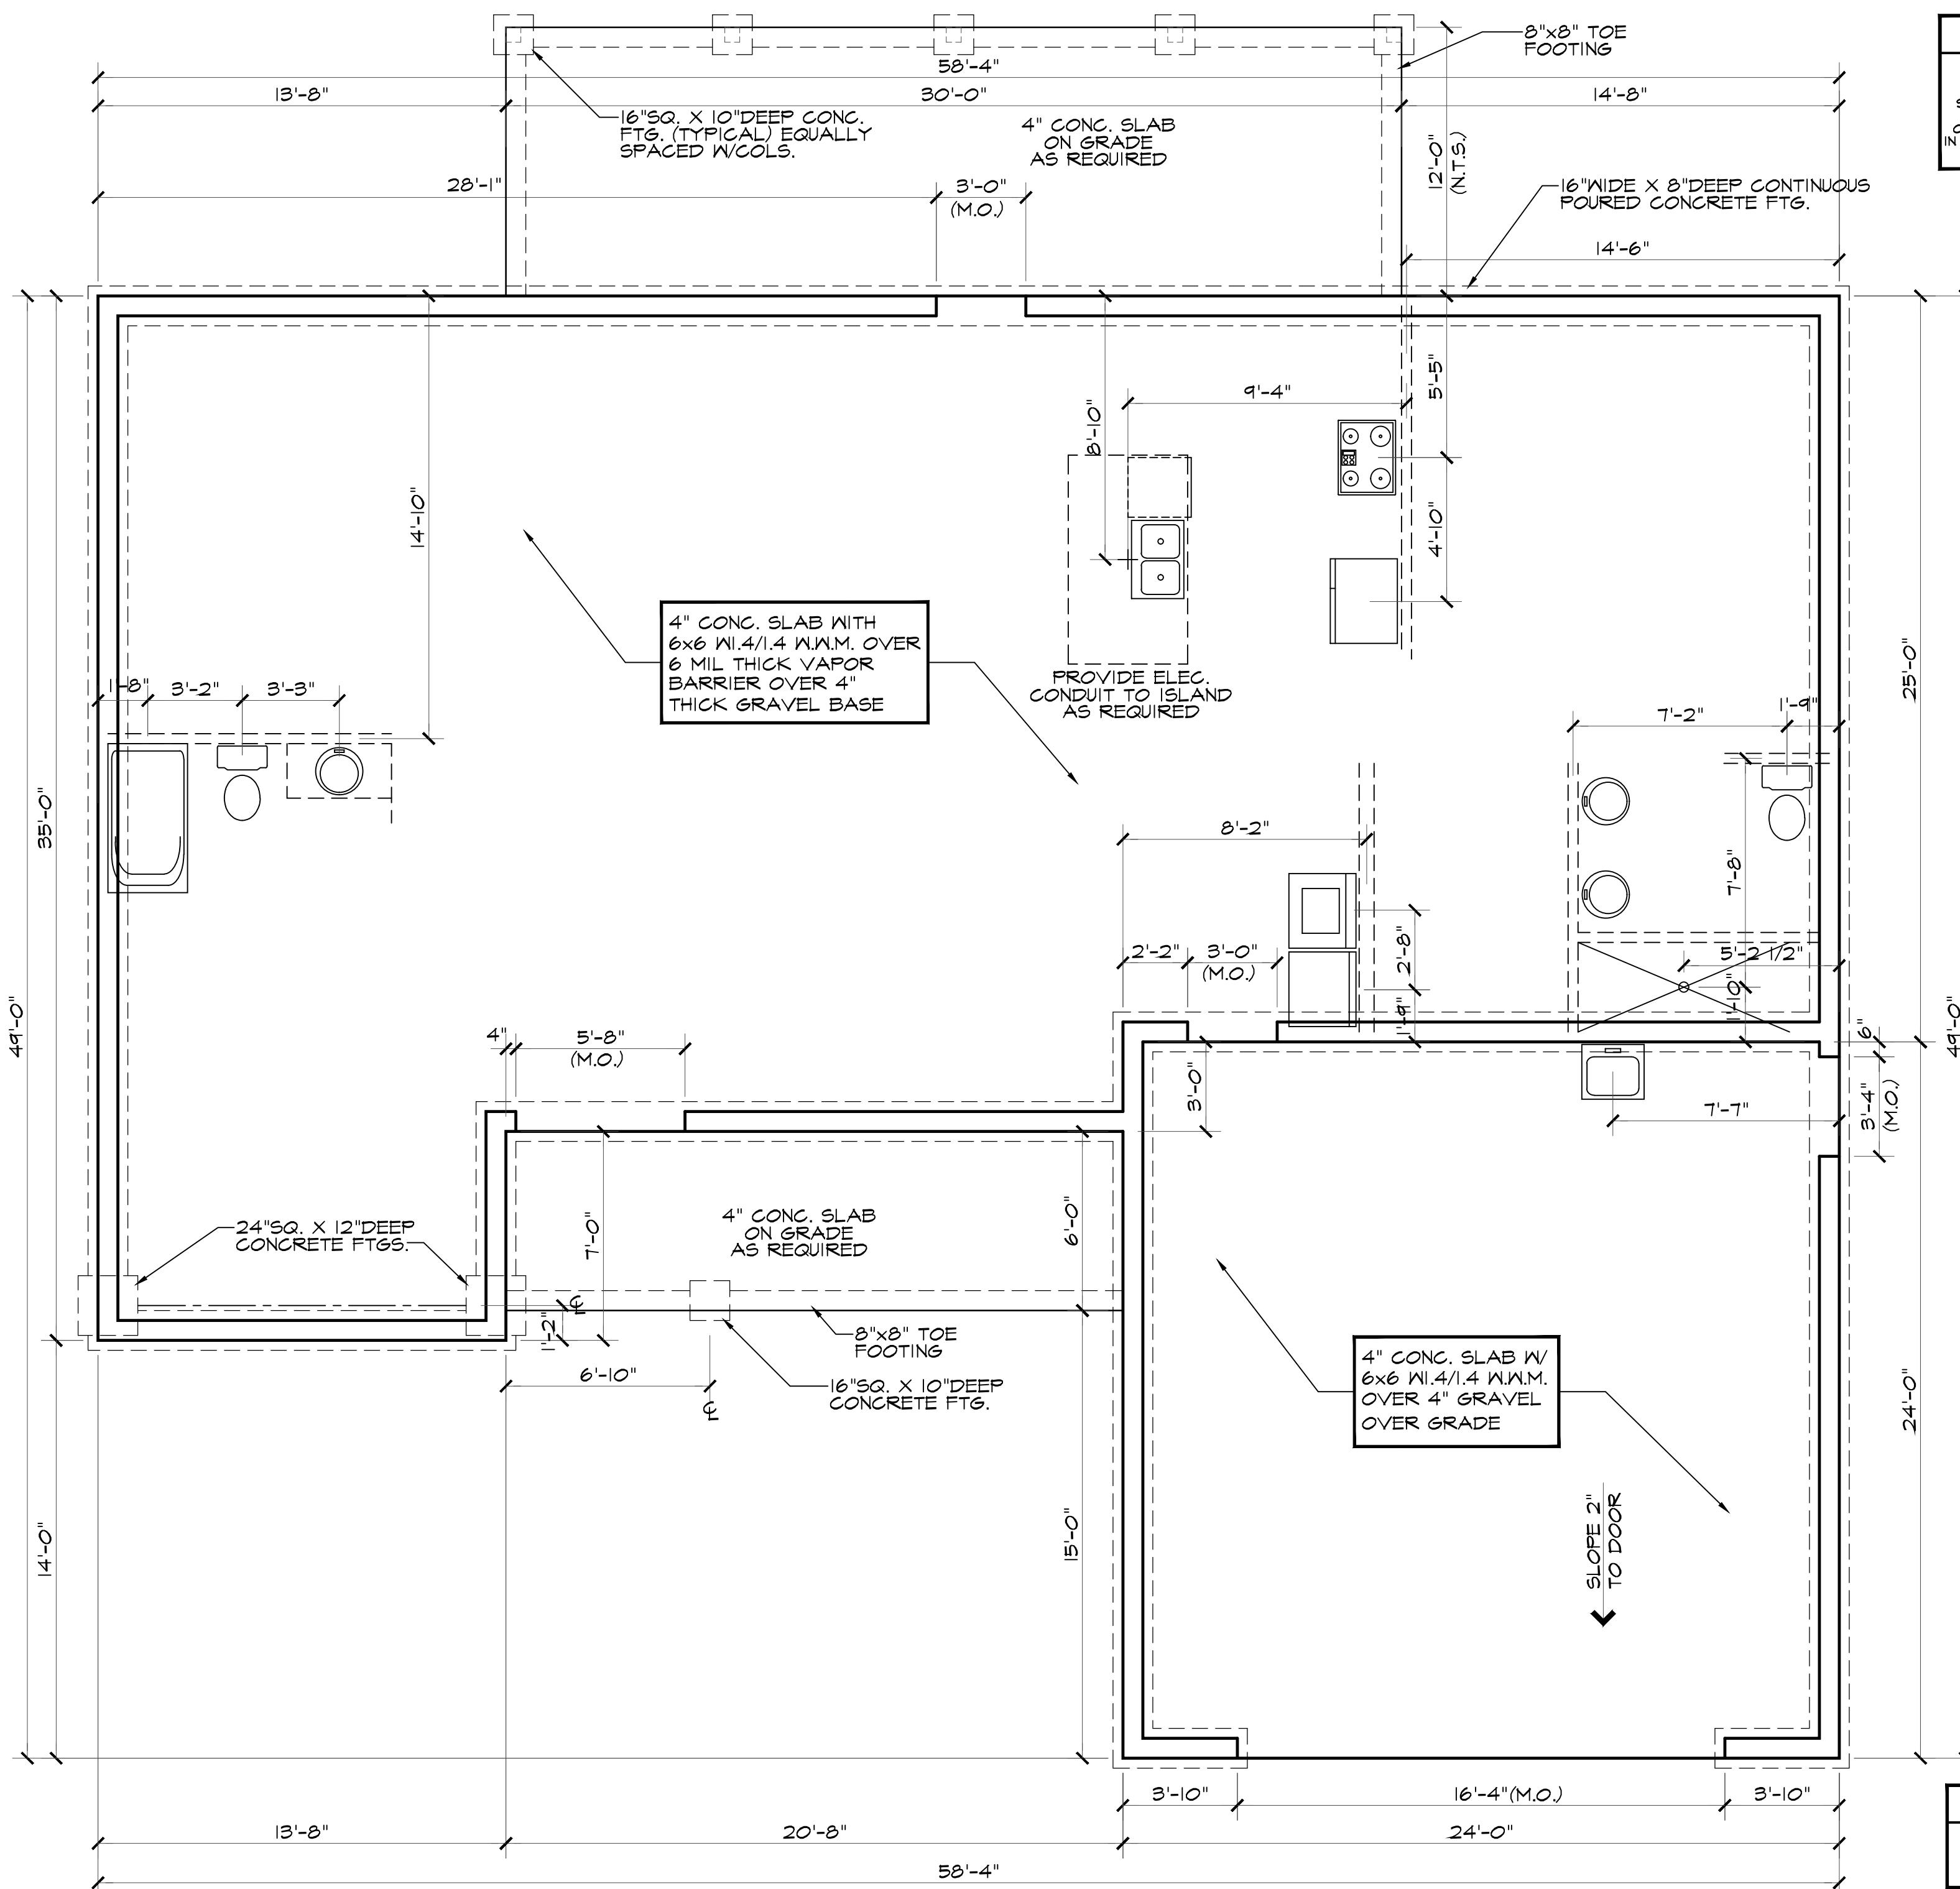 8"x8" TOE
FOOTING
58'-4"
13'-8"
30'-0"
14'-8"
16"SQ. X 10"DEEP CONC.
FTG. (TYPICAL) EQUALLY
SPACED W/COLS.
4" CONC. SLAB
ON GRADE
AS REQUIRED
12'-0"
(N.T.S.)
IN
28'-1"
3'-0"
(M.O.)
16"WIDE X 8"DEEP CONTINUOUS
POURED CONCRETE FTG.
14'-6"
5'-5"
9'-4"
8'-10"
14'-10"
4'-10"
4" CONC. SLAB WITH
6x6 W1.4/1.4 W.W.M. OVER
6 MIL THICK VAPOR
BARRIER OVER 4"
THICK GRAVEL BASE
PROVIDE ELEC.
CONDUIT TO ISLAND
AS REQUIRED
25'-0"
1'-8"
3'-2"
3'-3"
7'-2"
1'-9"
35'-0"
8'-2"
7'-8"
2'-2"
3'-0"
(M.O.)
2'-8"
5'-2 1/2"
1'-10"
1'-9"
49'-0"
49'-0"
6"
4"
5'-8"
(M.O.)
3'-0"
3'-4"
(M.O.)
7'-7"
24"SQ. X 12"DEEP
CONCRETE FTGS.
7'-0"
4" CONC. SLAB
ON GRADE
AS REQUIRED
6'-0"
℄
1'-2"
8"x8" TOE
FOOTING
6'-10"
℄
16"SQ. X 10"DEEP
CONCRETE FTG.
4" CONC. SLAB W/
6x6 W1.4/1.4 W.W.M.
OVER 4" GRAVEL
OVER GRADE
24'-0"
14'-0"
15'-0"
SLOPE 2"
TO DOOR
3'-10"
16'-4"(M.O.)
3'-10"
13'-8"
20'-8"
24'-0"
58'-4"